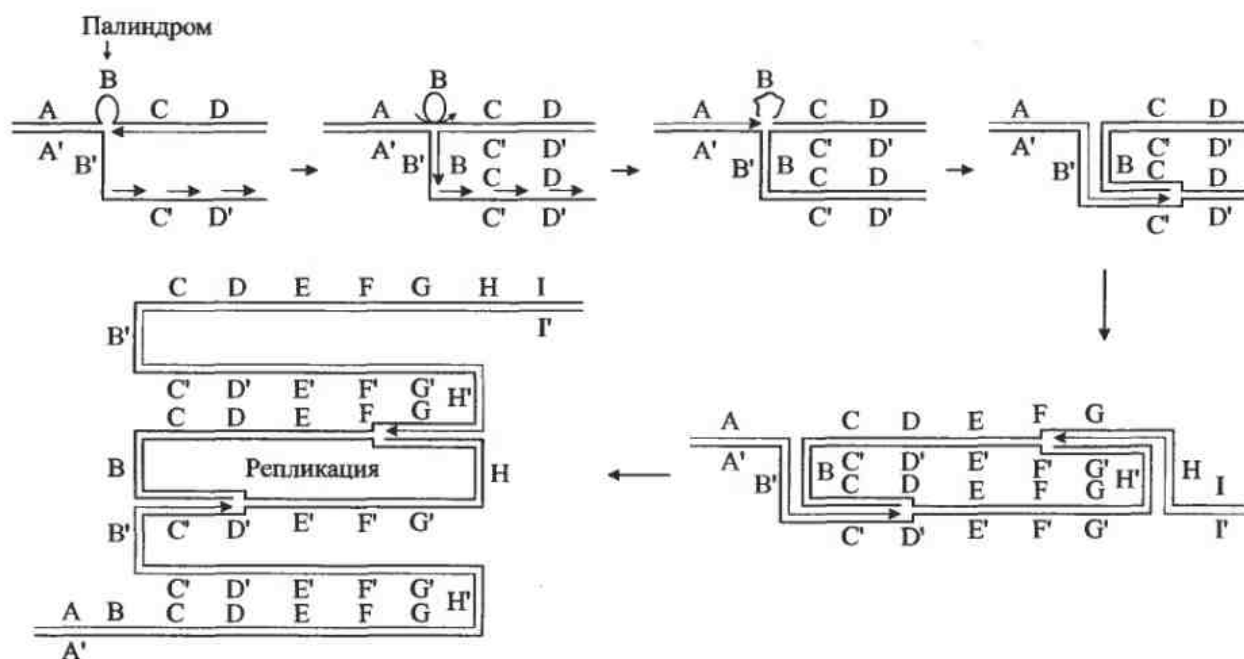 Палиндром
B B B
A C D A C D A C D A C D
A' A' C' D' A' C' D' A' C' D'
B' B' B C D B' B C D B' B C D
C' D' C' D' C' D' C' D'
C D E F G H I
B' I'
C' D' E' F' G' H'
C D E F G
B Репликация H
B' C' D' E' F' G'
C' D' E' F' G' H'
A B C D E F G
A'
A C D E F G
A' C' D' E' F' G' H
B' B C D E F G H' I
C' D' E' F' G' I'